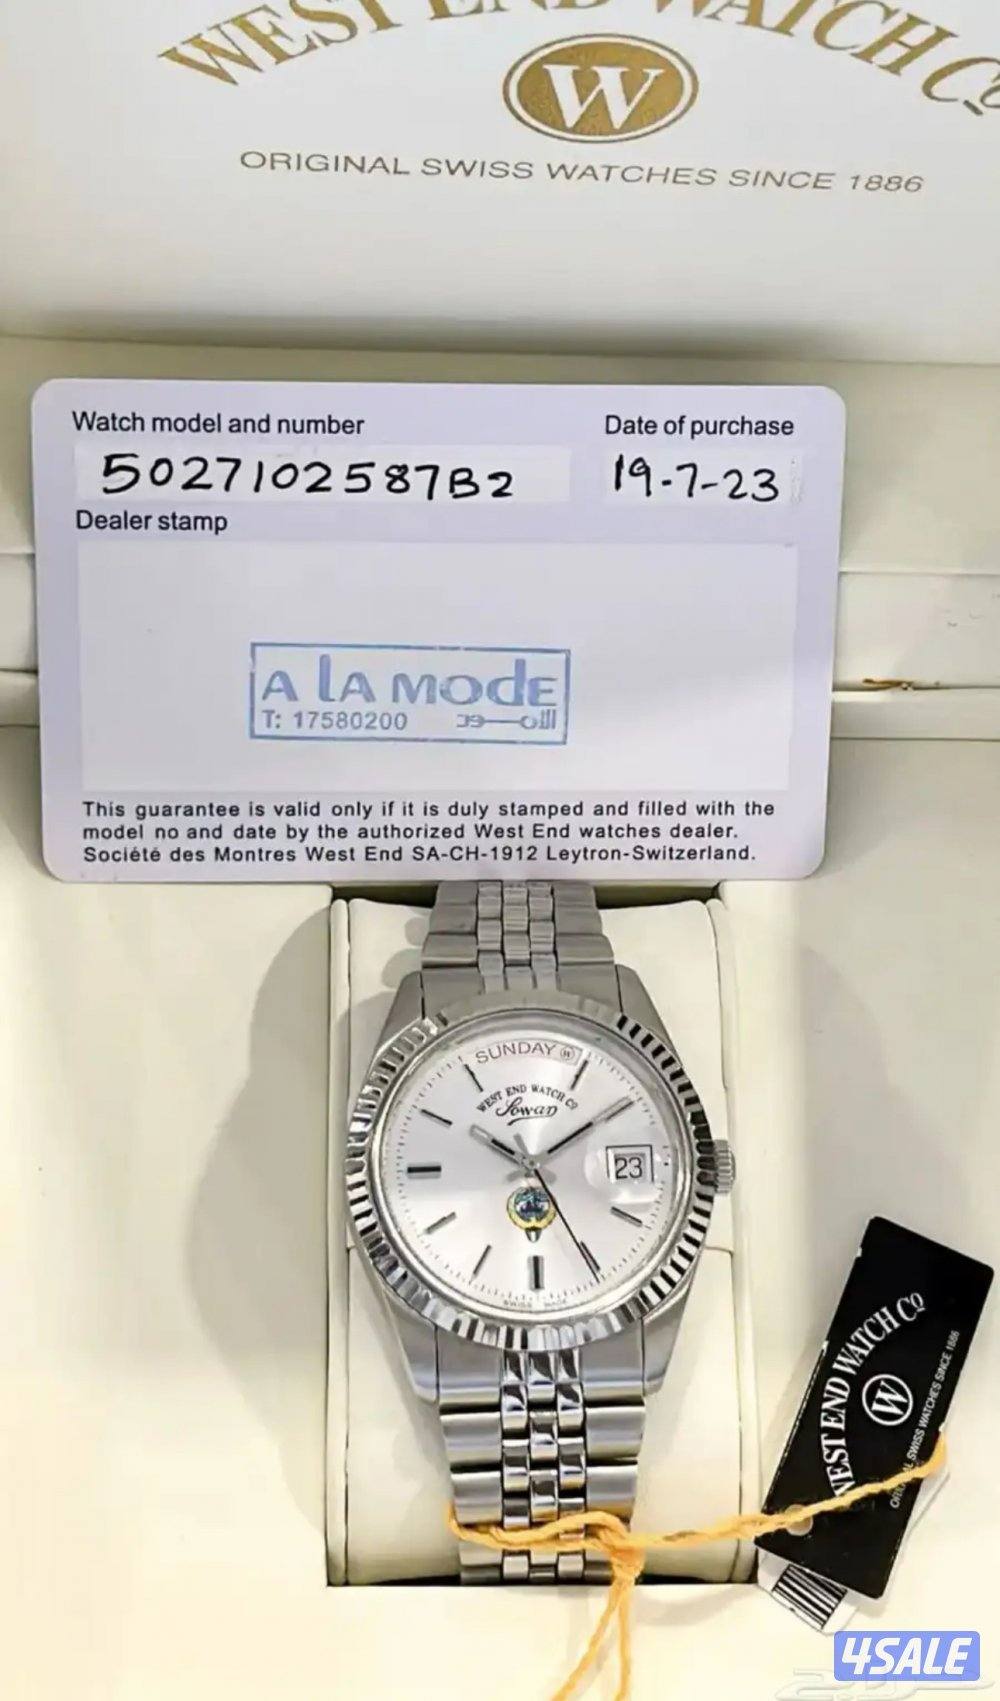 WEST END WATCH Co
W
ORIGINAL SWISS WATCHES SINCE 1886
Watch model and number
Date of purchase
5027102587B2
19-7-23
Dealer stamp
A LA MODE
T: 17580200
This guarantee is valid only if it is duly stamped and filled with the
model no and date by the authorized West End watches dealer.
Société des Montres West End SA-CH-1912 Leytron-Switzerland.
SUNDAY W
WEST END WATCH Co
Sowar
23
SWISS MADE
WEST END WATCH Co
W
ORIGINAL SWISS WATCHES SINCE 1886
4SALE